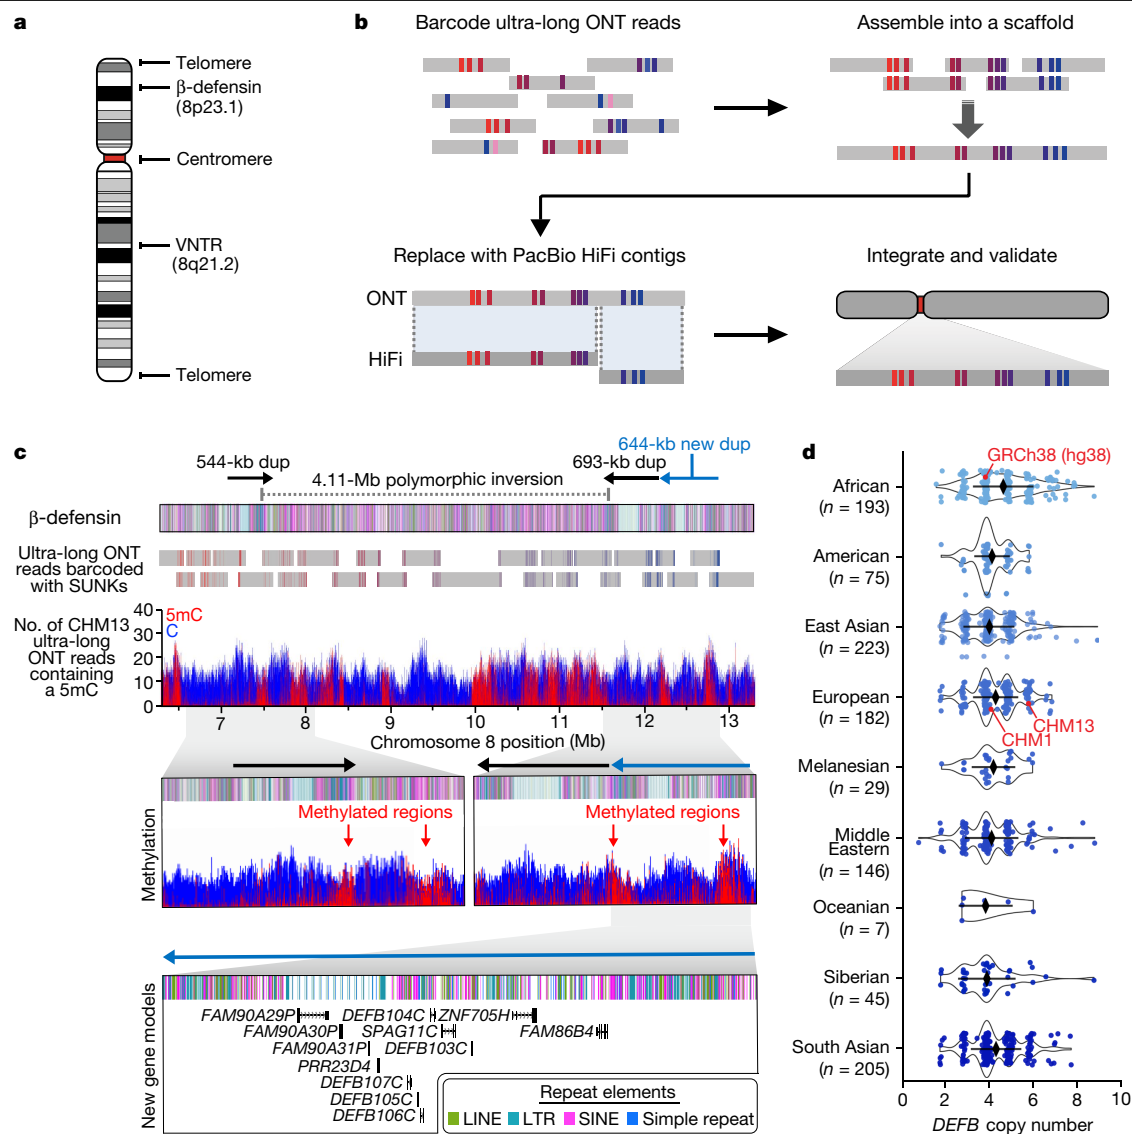 a
Telomere
β-defensin
(8p23.1)
Centromere
VNTR
(8q21.2)
Telomere
b
Barcode ultra-long ONT reads
Assemble into a scaffold
Replace with PacBio HiFi contigs
Integrate and validate
ONT
HiFi
c
644-kb new dup
544-kb dup
693-kb dup
4.11-Mb polymorphic inversion
β-defensin
Ultra-long ONT
reads barcoded
with SUNKs
No. of CHM13
ultra-long
ONT reads
containing
a 5mC
40
30
20
10
0
5mC
C
7 8 9 10 11 12 13
Chromosome 8 position (Mb)
Methylation
Methylated regions
Methylated regions
New gene models
FAM90A29P DEFB104C ZNF705H
FAM90A30P SPAG11C FAM86B4
FAM90A31P DEFB103C
PRR23D4
DEFB107C
DEFB105C
DEFB106C
Repeat elements
LINE LTR SINE Simple repeat
d
GRCh38 (hg38)
African
(n = 193)
American
(n = 75)
East Asian
(n = 223)
European
(n = 182)
CHM13
CHM1
Melanesian
(n = 29)
Middle
Eastern
(n = 146)
Oceanian
(n = 7)
Siberian
(n = 45)
South Asian
(n = 205)
0 2 4 6 8 10
DEFB copy number